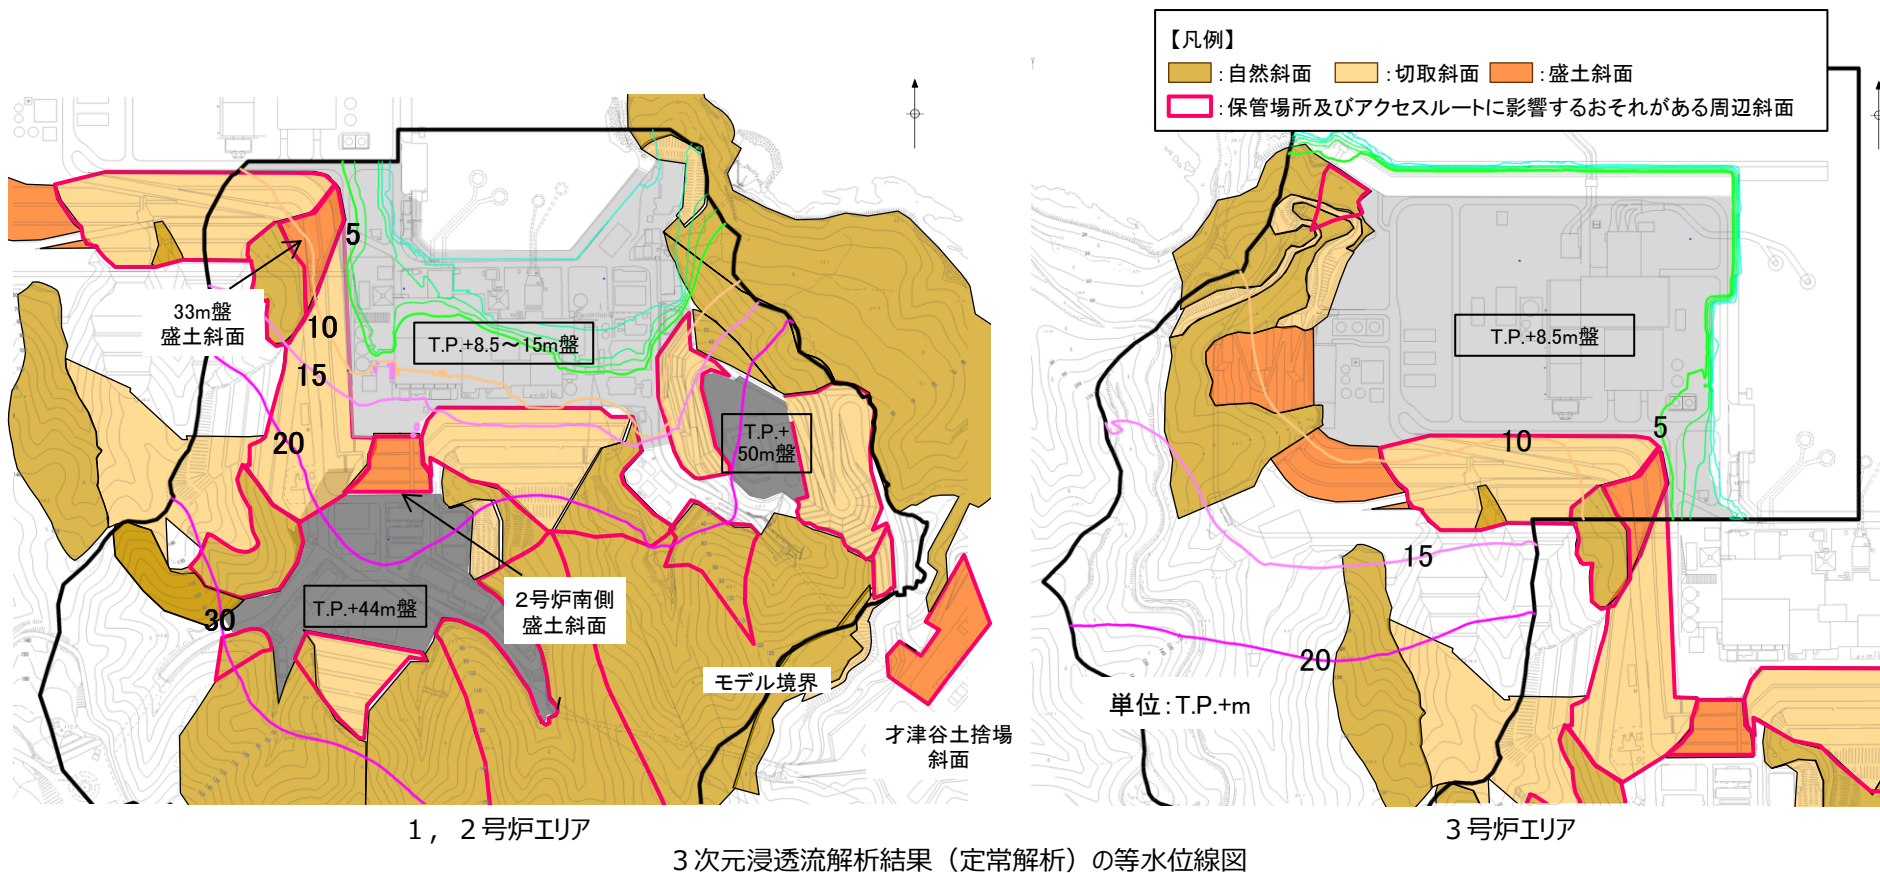 【凡例】
:自然斜面 :切取斜面 :盛土斜面
:保管場所及びアクセスルートに影響するおそれがある周辺斜面
5
33m盤
盛土斜面
10
T.P.+8.5～15m盤
15
20
T.P.+
50m盤
30
T.P.+44m盤
2号炉南側
盛土斜面
モデル境界
才津谷土捨場
斜面
1，2号炉エリア
T.P.+8.5m盤
5
10
15
20
単位:T.P.+m
3号炉エリア
3次元浸透流解析結果（定常解析）の等水位線図